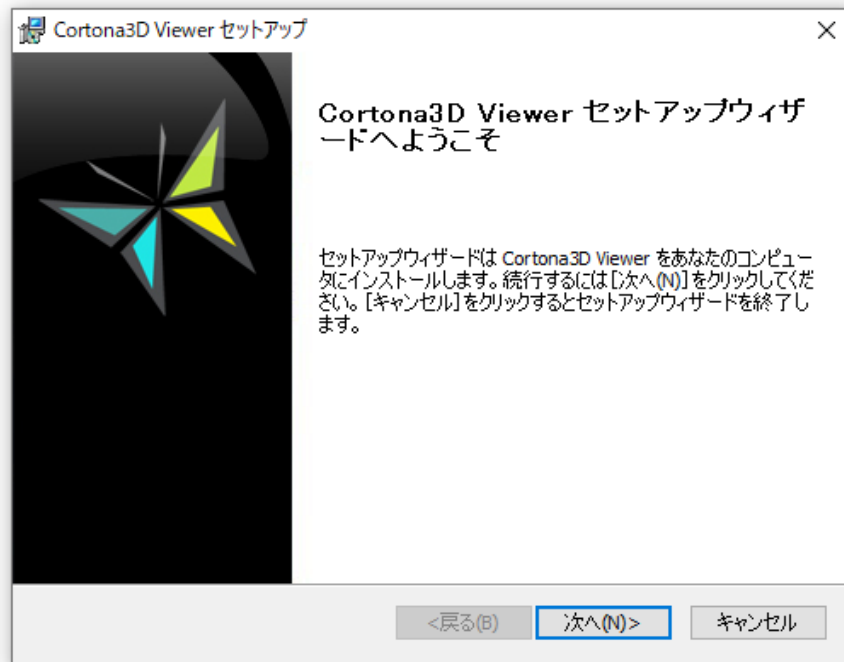 Cortona3D Viewer セットアップ
Cortona3D Viewer セットアップウィザ
ードへようこそ
セットアップウィザードは Cortona3D Viewer をあなたのコンピュー
タにインストールします。続行するには[次へ(N)]をクリックしてくだ
さい。[キャンセル]をクリックするとセットアップウィザードを終了し
ます。
<戻る(B)
次へ(N)>
キャンセル